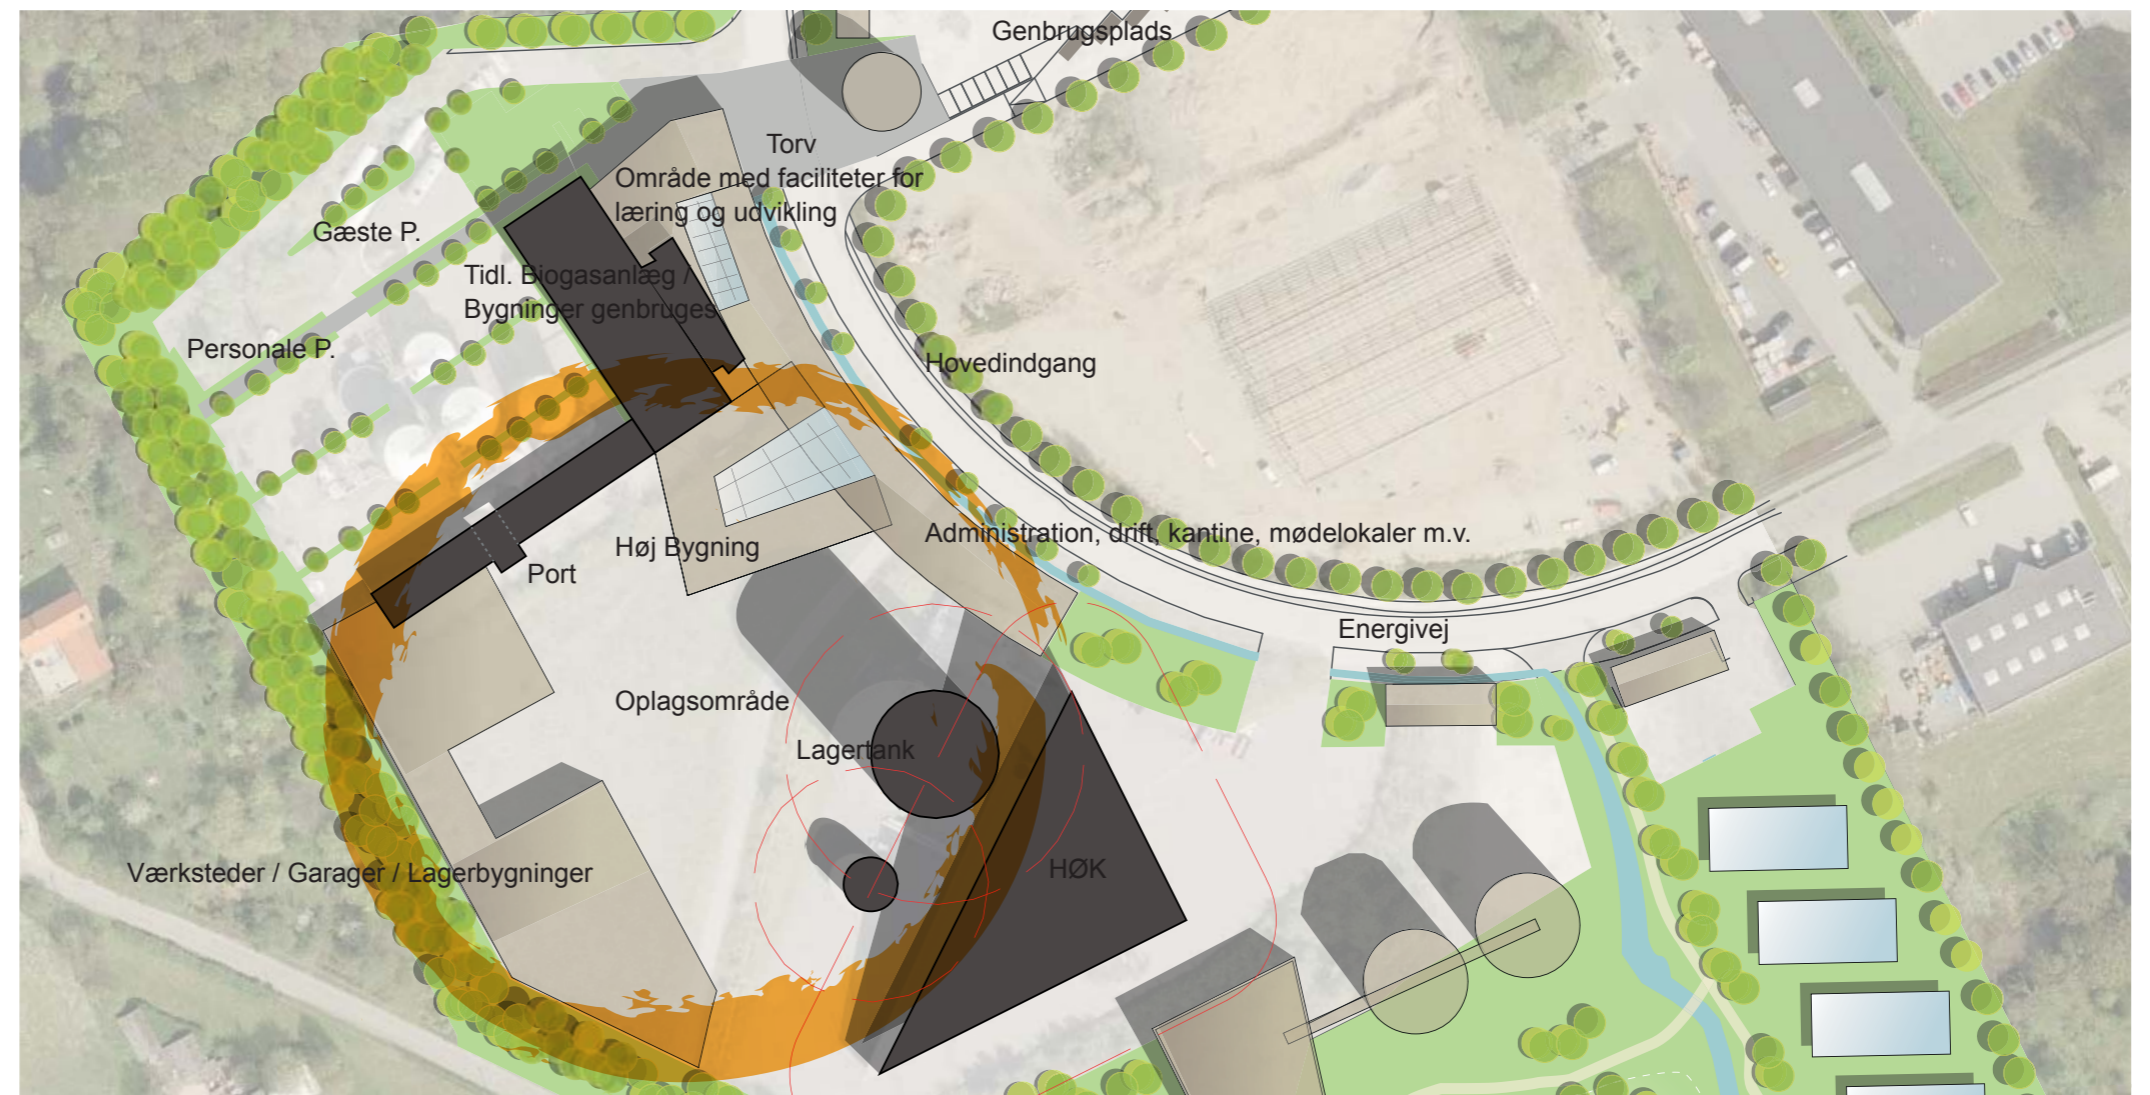 Genbrugsplads
Torv
Område med faciliteter for
læring og udvikling
Gæste P.
Tidl. Biogasanlæg /
Bygninger genbruges
Personale P.
Hovedindgang
Administration, drift, kantine, mødelokaler m.v.
Høj Bygning
Port
Energivej
Oplagsområde
Lagertank
HØK
Værksteder / Garager / Lagerbygninger